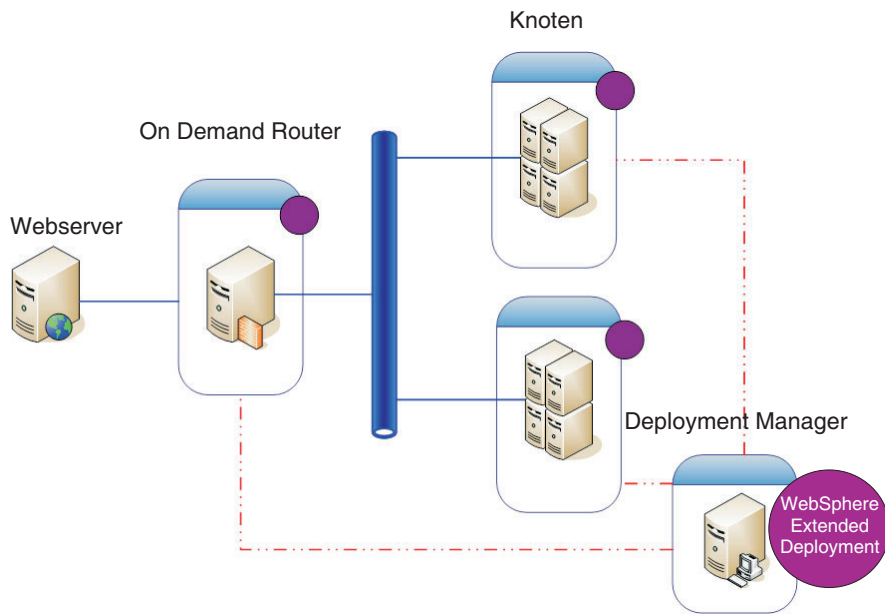 Knoten
On Demand Router
Webserver
Deployment Manager
WebSphere
Extended
Deployment